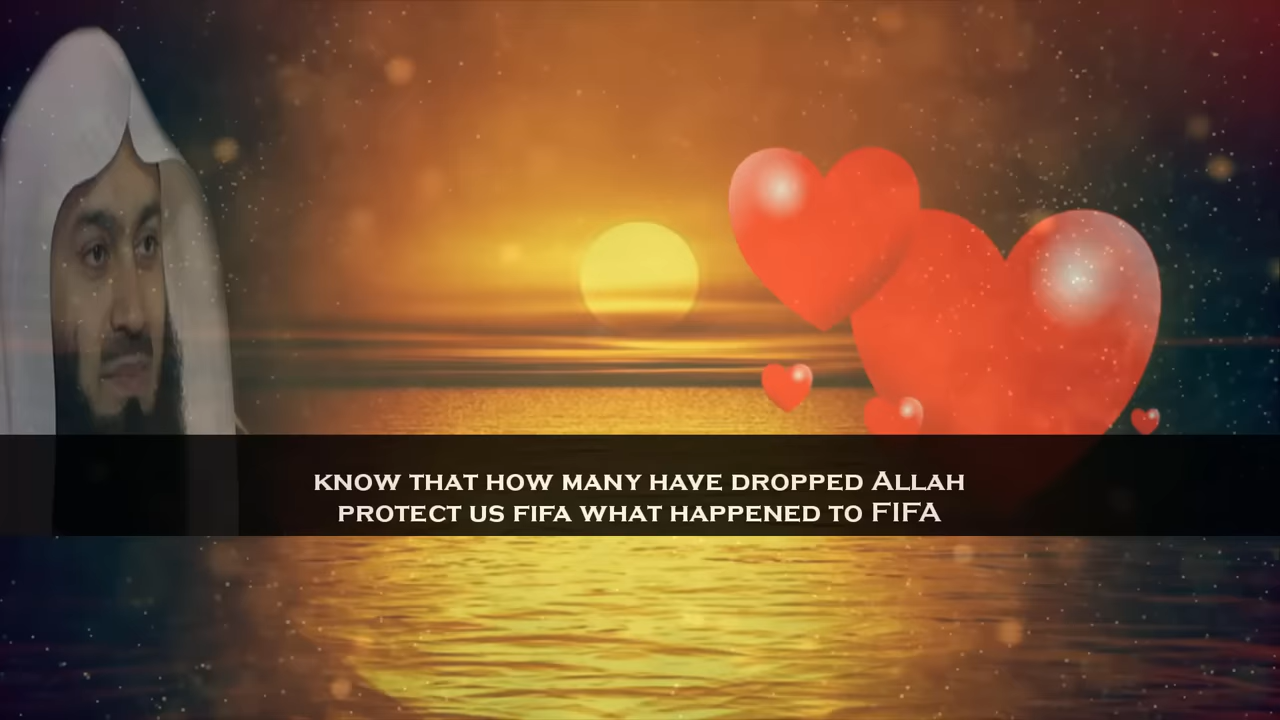 KNOW THAT HOW MANY HAVE DROPPED ALLAH
PROTECT US FIFA WHAT HAPPENED TO FIFA